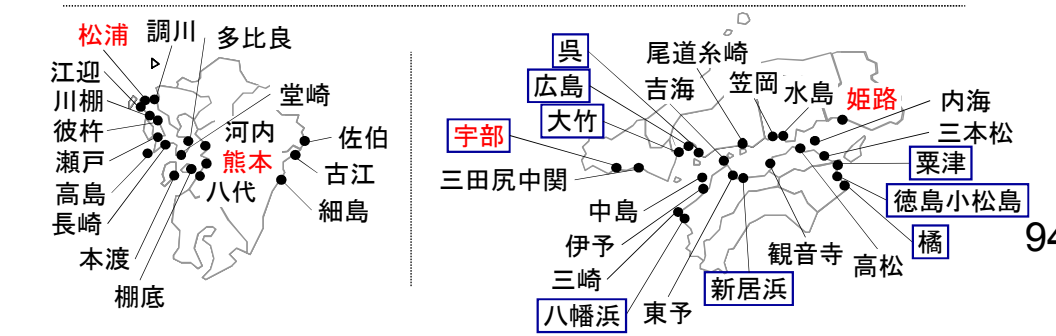 松浦
調川
多比良
江迎
川棚
彼杵
瀬戸
高島
長崎
本渡
棚底
堂崎
河内
熊本
八代
佐伯
古江
細島
呉
広島
大竹
宇部
三田尻中関
尾道糸崎
吉海
笠岡
水島
姫路
内海
三本松
粟津
徳島小松島
橘
中島
伊予
三崎
八幡浜
東予
新居浜
観音寺
高松
94